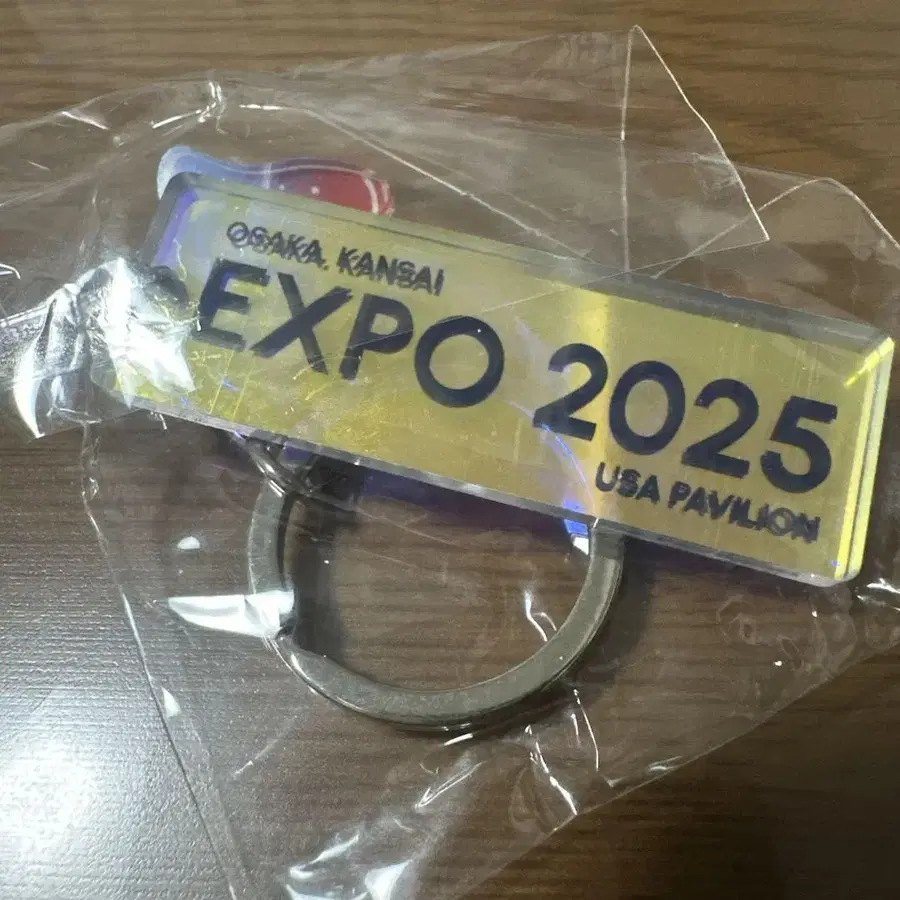 OSAKA, KANSAI
EXPO 2025
USA PAVILION